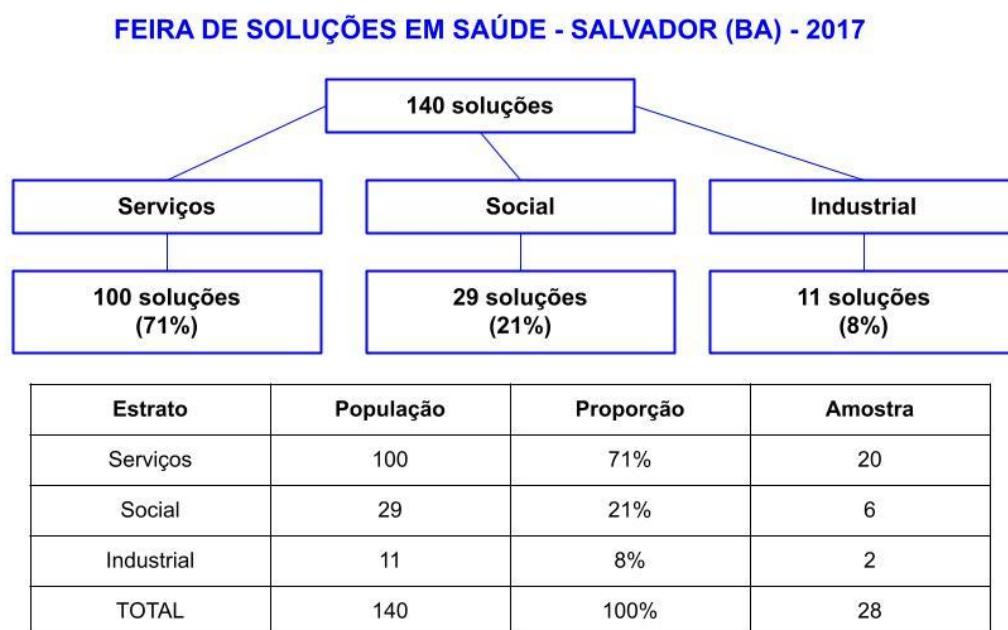 FEIRA DE SOLUÇÕES EM SAÚDE - SALVADOR (BA) - 2017
140 soluções
Serviços
Social
Industrial
100 soluções
(71%)
29 soluções
(21%)
11 soluções
(8%)
Estrato População Proporção Amostra
Serviços 100 71% 20
Social 29 21% 6
Industrial 11 8% 2
TOTAL 140 100% 28